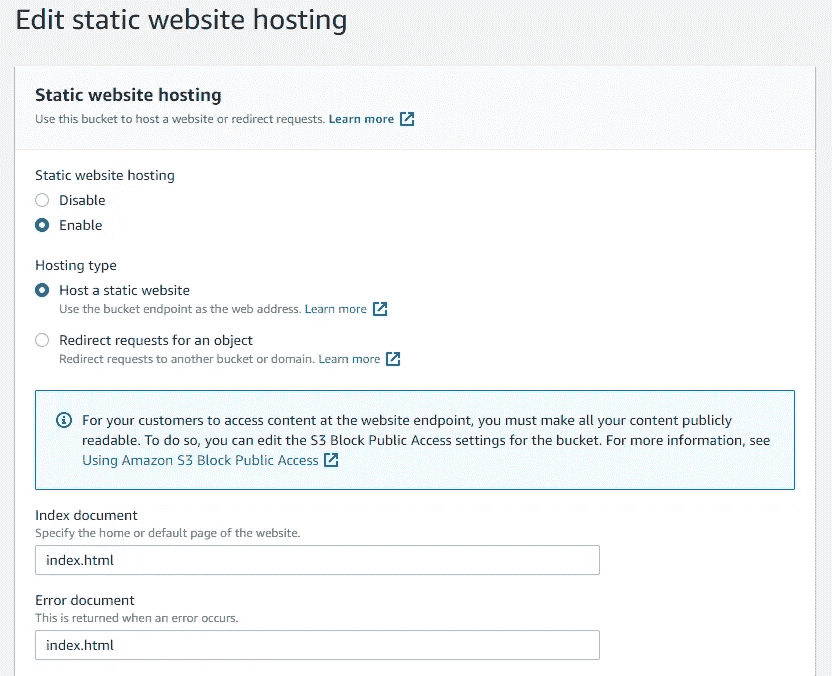 Edit static website hosting
Static website hosting
Use this bucket to host a website or redirect requests. Learn more
Static website hosting
Disable
Enable
Hosting type
Host a static website
Use the bucket endpoint as the web address. Learn more
Redirect requests for an object
Redirect requests to another bucket or domain. Learn more
For your customers to access content at the website endpoint, you must make all your content publicly
readable. To do so, you can edit the S3 Block Public Access settings for the bucket. For more information, see
Using Amazon S3 Block Public Access
Index document
Specify the home or default page of the website.
index.html
Error document
This is returned when an error occurs.
index.html